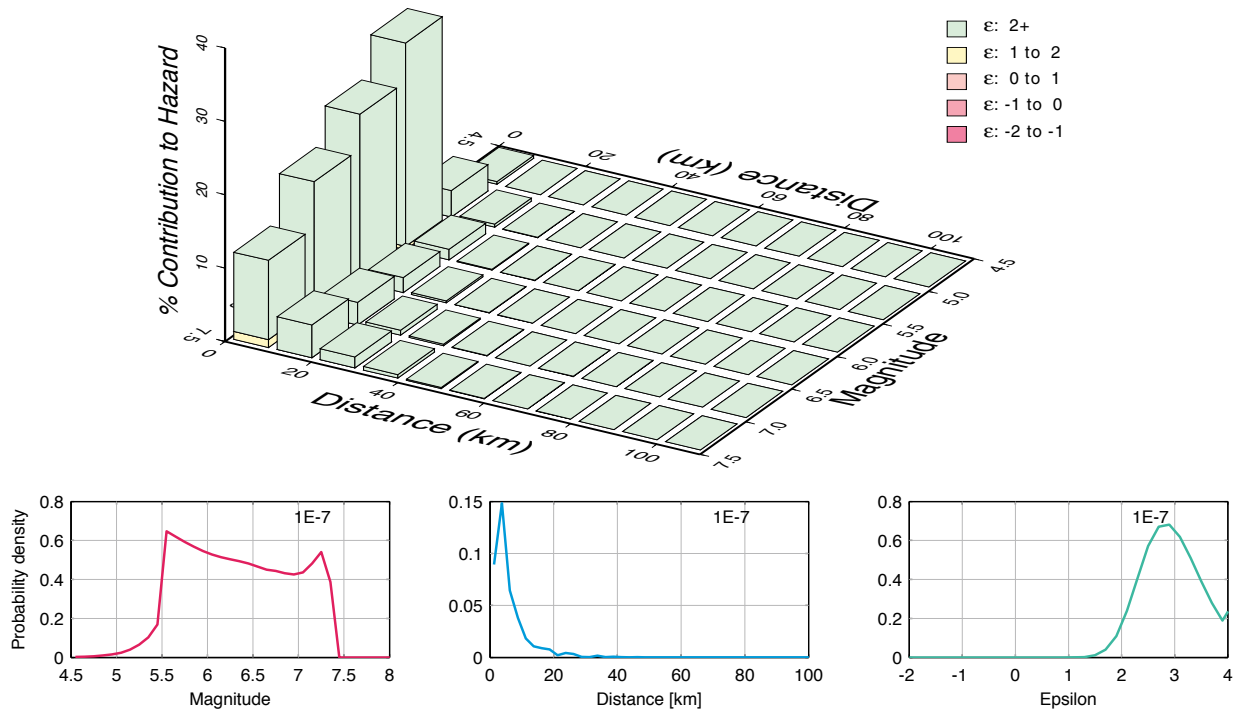 % Contribution to Hazard
40
30
20
10
0
20
40
60
80
100
Distance (km)
4.5
0
20
40
60
80
100
Distance (km)
4.5
5.0
5.5
6.0
6.5
7.0
7.5
Magnitude
7.5
ε: 2+
ε: 1 to 2
ε: 0 to 1
ε: -1 to 0
ε: -2 to -1
Probability density
0.8
0.6
0.4
0.2
0
1E-7
4.5 5 5.5 6 6.5 7 7.5 8
Magnitude
0.15
0.1
0.05
0
1E-7
0 20 40 60 80 100
Distance [km]
0.8
0.6
0.4
0.2
0
1E-7
-2 -1 0 1 2 3 4
Epsilon